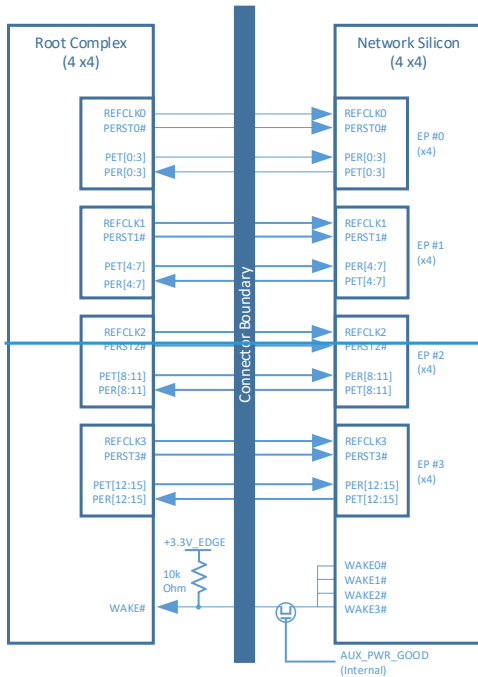 Root Complex
(4 x4)
Network Silicon
(4 x4)
REFCLK0
PERST0#
PET[0:3]
PER[0:3]
REFCLK0
PERST0#
PER[0:3]
PET[0:3]
EP #0
(x4)
REFCLK1
PERST1#
PET[4:7]
PER[4:7]
REFCLK1
PERST1#
PER[4:7]
PET[4:7]
EP #1
(x4)
Connector Boundary
REFCLK2
PERST2#
PET[8:11]
PER[8:11]
REFCLK2
PERST2#
PER[8:11]
PET[8:11]
EP #2
(x4)
REFCLK3
PERST3#
PET[12:15]
PER[12:15]
REFCLK3
PERST3#
PER[12:15]
PET[12:15]
EP #3
(x4)
+3.3V_EDGE
10k
Ohm
WAKE#
WAKE0#
WAKE1#
WAKE2#
WAKE3#
AUX_PWR_GOOD
(Internal)